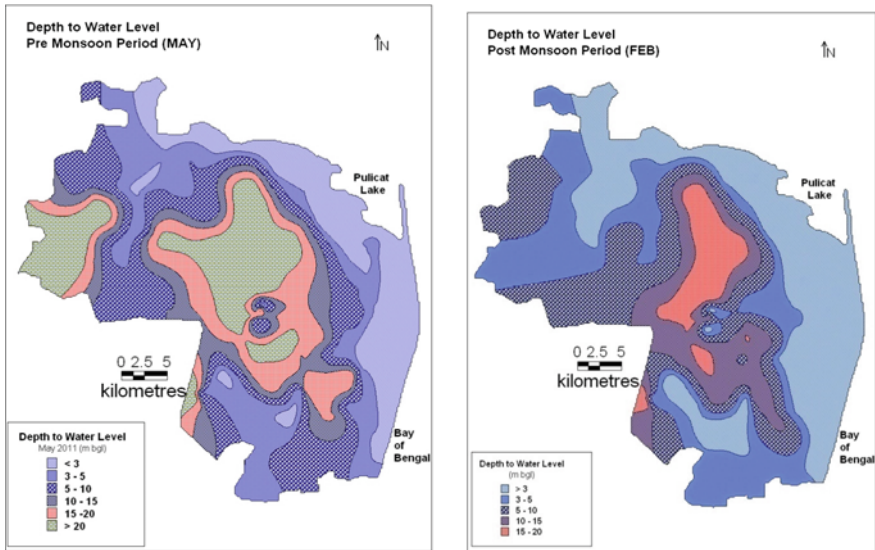 Depth to Water Level
Pre Monsoon Period (MAY)
N
Pulicat
Lake
0 2.5 5
kilometres
Bay
of
Bengal
Depth to Water Level
May 2011 (m bgl)
< 3
3 - 5
5 - 10
10 - 15
15 -20
> 20
Depth to Water Level
Post Monsoon Period (FEB)
N
Pulicat
Lake
0 2.5 5
kilometres
Bay
of
Bengal
Depth to Water Level
(m bgl)
> 3
3 - 5
5 - 10
10 - 15
15 - 20